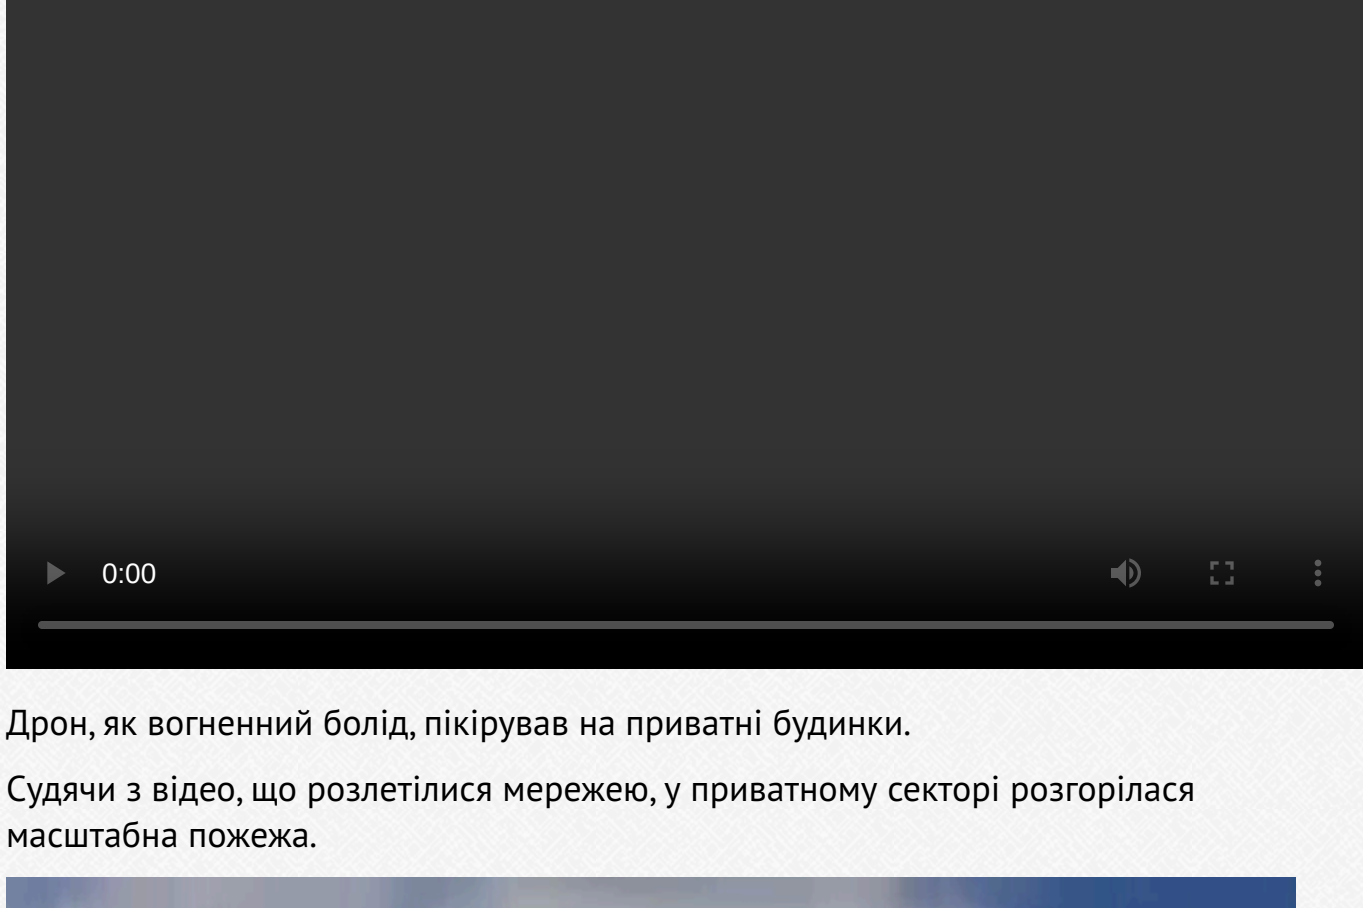 0:00
Дрон, як вогненний болід, пікірував на приватні будинки.
Судячи з відео, що розлетілися мережею, у приватному секторі розгорілася
масштабна пожежа.